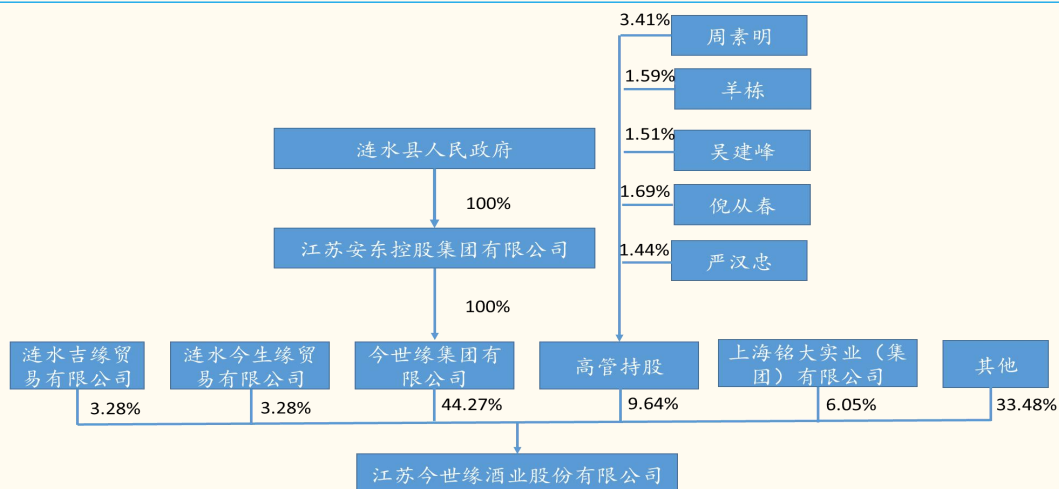 3.41%
周素明
1.59%
羊栋
1.51%
吴建峰
涟水县人民政府
1.69%
倪从春
100%
1.44%
严汉忠
江苏安东控股集团有限公司
100%
涟水吉缘贸
易有限公司
涟水今生缘贸
易有限公司
今世缘集团有
限公司
高管持股
上海铭大实业（集
团）有限公司
其他
3.28%
3.28%
44.27%
9.64%
6.05%
33.48%
江苏今世缘酒业股份有限公司